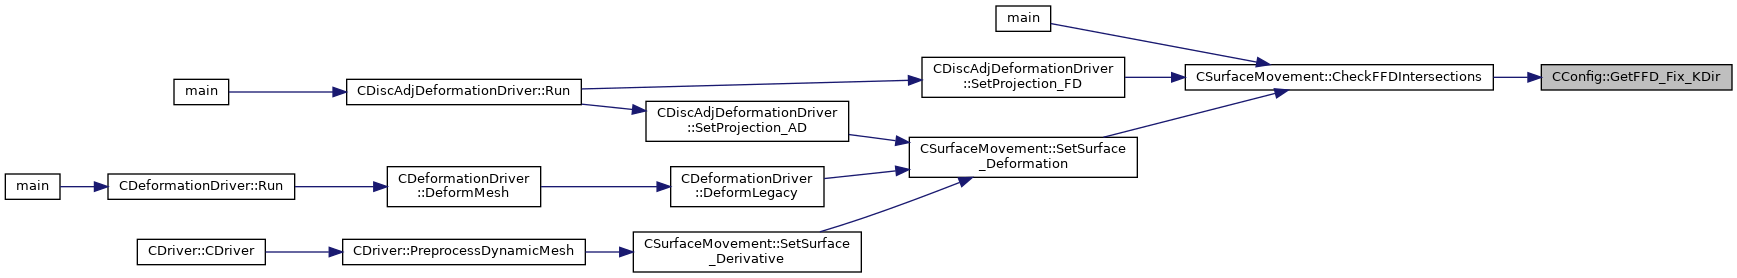 main
CDiscAdjDeformationDriver
::SetProjection_FD
CSurfaceMovement::CheckFFDIntersections
CConfig::GetFFD_Fix_KDir
main
CDiscAdjDeformationDriver::Run
CDiscAdjDeformationDriver
::SetProjection_AD
CSurfaceMovement::SetSurface
_Deformation
main
CDeformationDriver::Run
CDeformationDriver
::DeformMesh
CDeformationDriver
::DeformLegacy
CDriver::CDriver
CDriver::PreprocessDynamicMesh
CSurfaceMovement::SetSurface
_Derivative